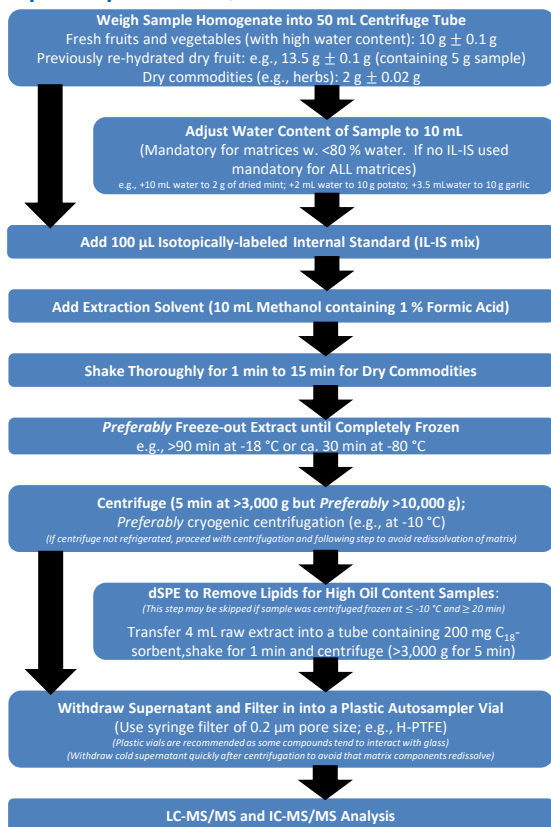 Weigh Sample Homogenate into 50 mL Centrifuge Tube
Fresh fruits and vegetables (with high water content): 10 g ± 0.1 g
Previously re-hydrated dry fruit: e.g., 13.5 g ± 0.1 g (containing 5 g sample)
Dry commodities (e.g., herbs): 2 g ± 0.02 g
Adjust Water Content of Sample to 10 mL
(Mandatory for matrices w. <80 % water. If no IL-IS used
mandatory for ALL matrices)
e.g., +10 mL water to 2 g of dried mint; +2 mL water to 10 g potato; +3.5 mLwater to 10 g garlic
Add 100 µL Isotopically-labeled Internal Standard (IL-IS mix)
Add Extraction Solvent (10 mL Methanol containing 1 % Formic Acid)
Shake Thoroughly for 1 min to 15 min for Dry Commodities
Preferably Freeze-out Extract until Completely Frozen
e.g., >90 min at -18 °C or ca. 30 min at -80 °C
Centrifuge (5 min at >3,000 g but Preferably >10,000 g);
Preferably cryogenic centrifugation (e.g., at -10 °C)
(If centrifuge not refrigerated, proceed with centrifugation and following step to avoid redissolvation of matrix)
dSPE to Remove Lipids for High Oil Content Samples:
(This step may be skipped if sample was centrifuged frozen at ≤ -10 °C and ≥ 20 min)
Transfer 4 mL raw extract into a tube containing 200 mg C18-
sorbent,shake for 1 min and centrifuge (>3,000 g for 5 min)
Withdraw Supernatant and Filter in into a Plastic Autosampler Vial
(Use syringe filter of 0.2 µm pore size; e.g., H-PTFE)
(Plastic vials are recommended as some compounds tend to interact with glass)
(Withdraw cold supernatant quickly after centrifugation to avoid that matrix components redissolve)
LC-MS/MS and IC-MS/MS Analysis